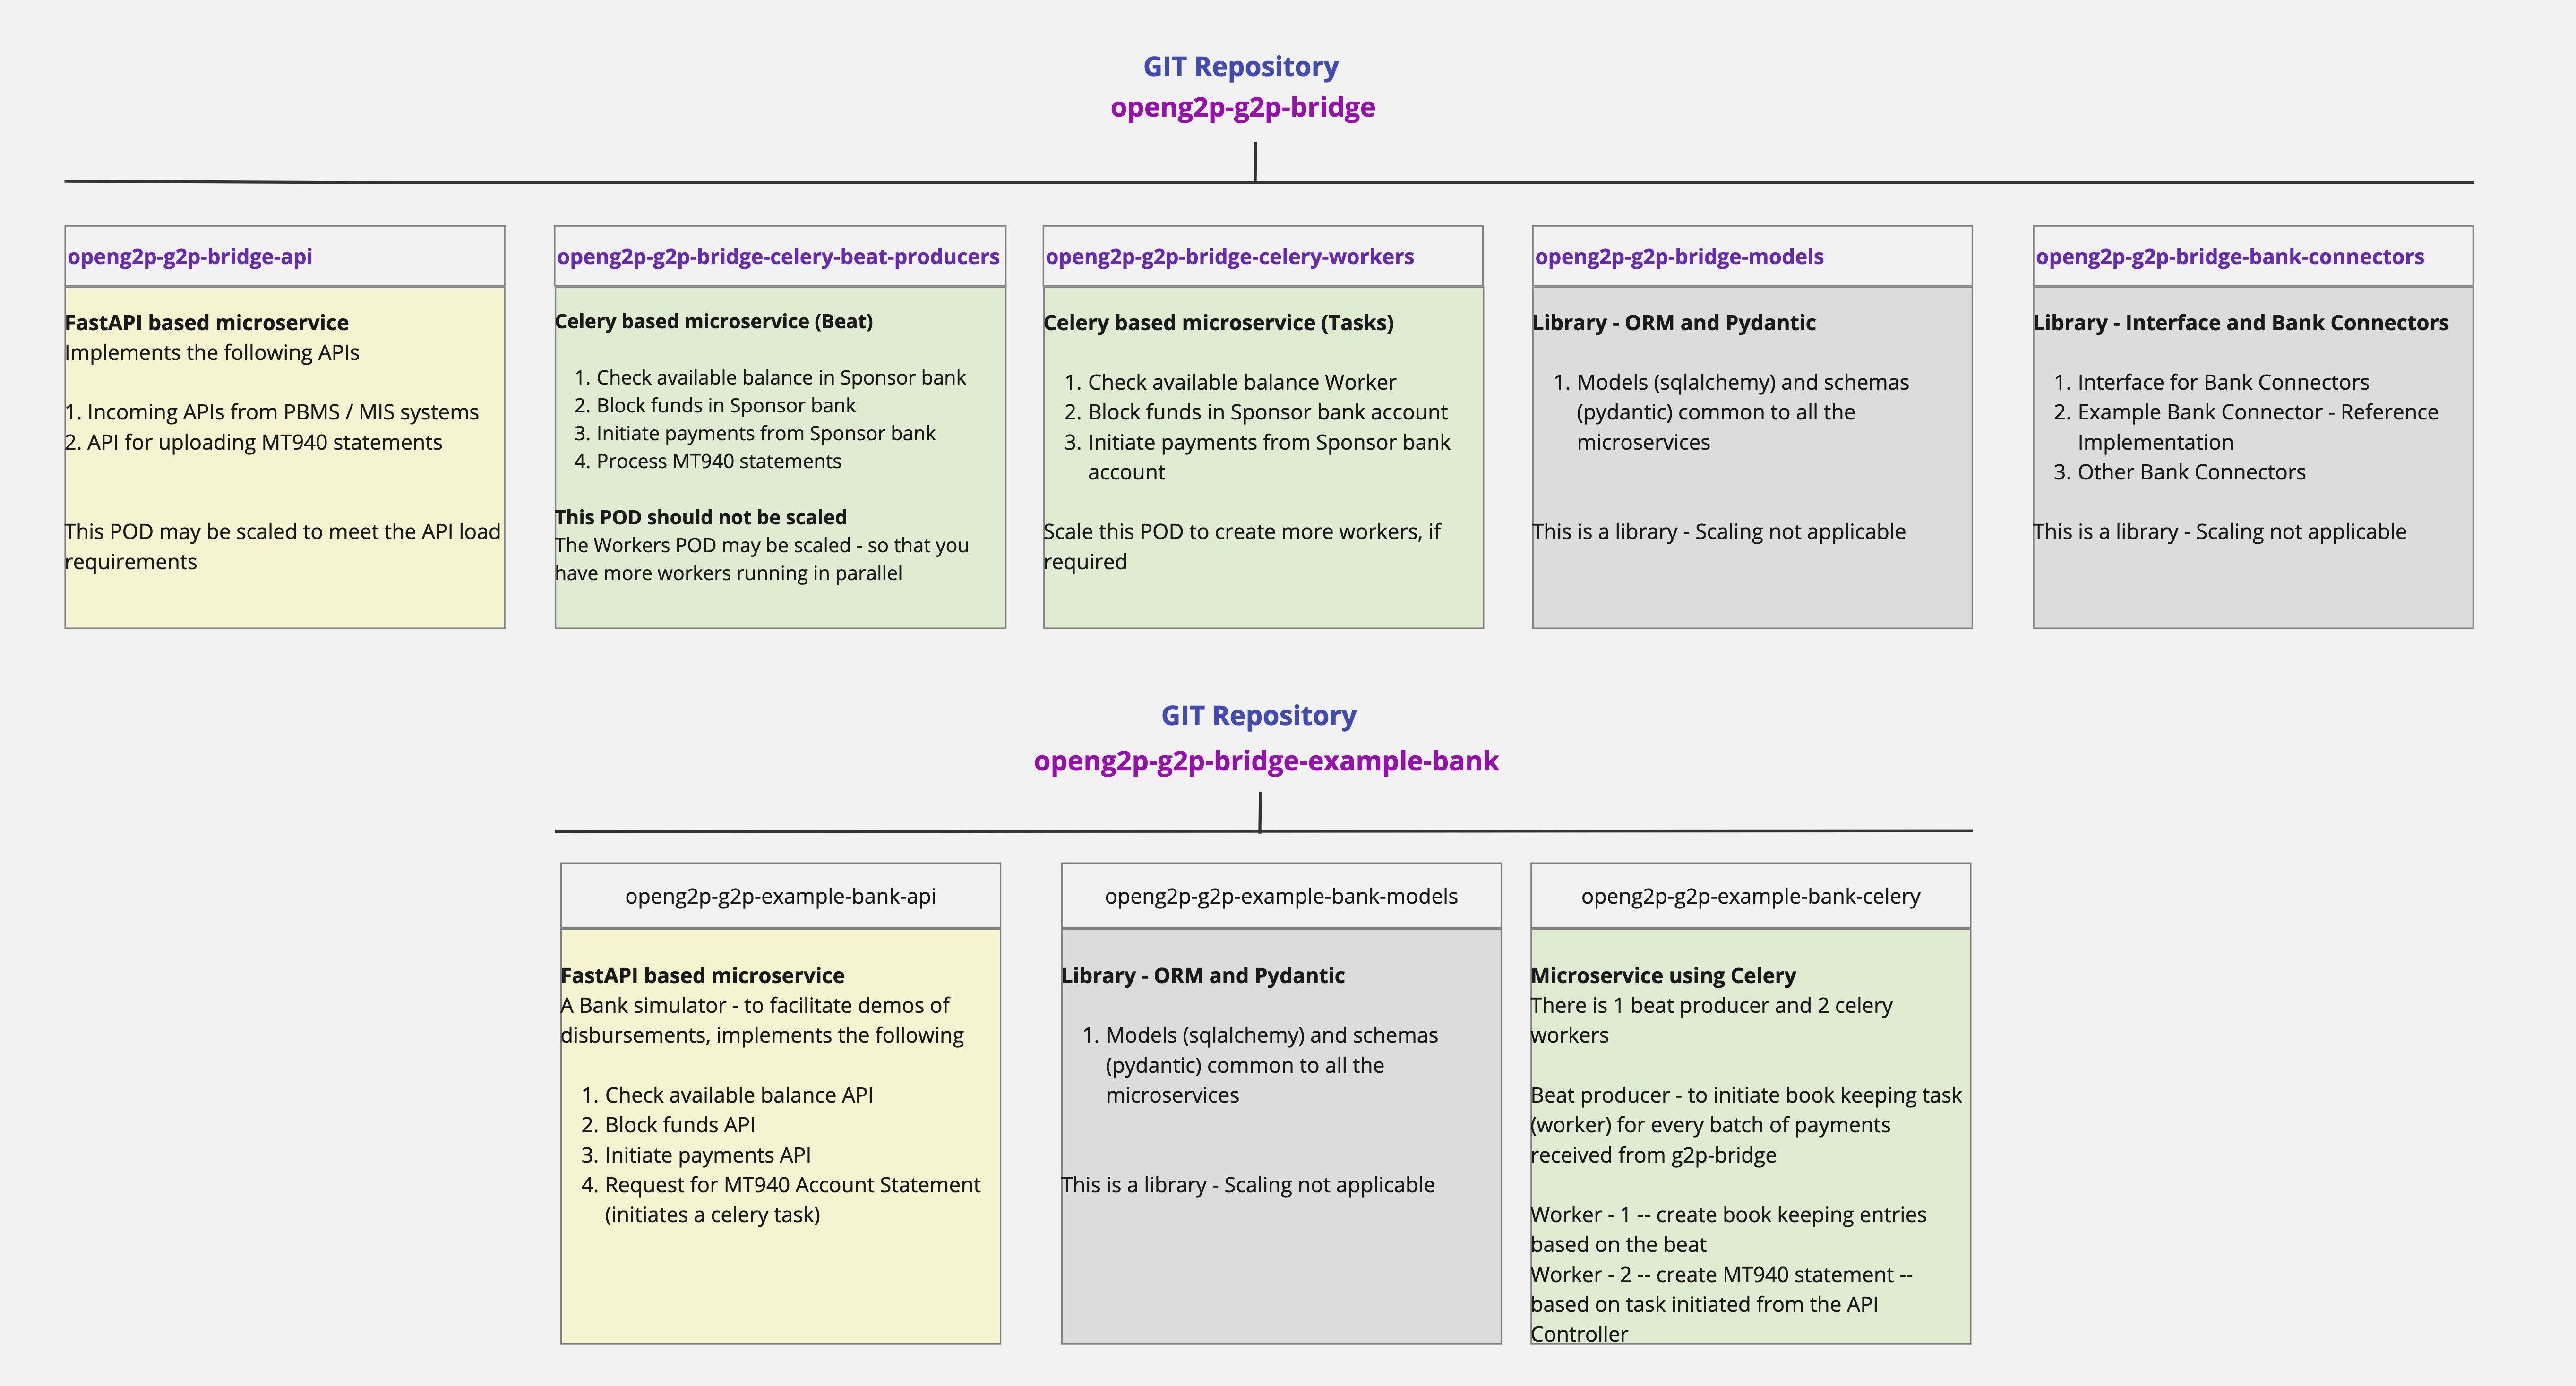 GIT Repository
openg2p-g2p-bridge
openg2p-g2p-bridge-api
FastAPI based microservice
Implements the following APIs
1. Incoming APIs from PBMS / MIS systems
2. API for uploading MT940 statements
This POD may be scaled to meet the API load
requirements
openg2p-g2p-bridge-celery-beat-producers
Celery based microservice (Beat)
1. Check available balance in Sponsor bank
2. Block funds in Sponsor bank
3. Initiate payments from Sponsor bank
4. Process MT940 statements
This POD should not be scaled
The Workers POD may be scaled - so that you
have more workers running in parallel
openg2p-g2p-bridge-celery-workers
Celery based microservice (Tasks)
1. Check available balance Worker
2. Block funds in Sponsor bank account
3. Initiate payments from Sponsor bank
account
Scale this POD to create more workers, if
required
openg2p-g2p-bridge-models
Library - ORM and Pydantic
1. Models (sqlalchemy) and schemas
(pydantic) common to all the
microservices
This is a library - Scaling not applicable
openg2p-g2p-bridge-bank-connectors
Library - Interface and Bank Connectors
1. Interface for Bank Connectors
2. Example Bank Connector - Reference
Implementation
3. Other Bank Connectors
This is a library - Scaling not applicable
GIT Repository
openg2p-g2p-bridge-example-bank
openg2p-g2p-example-bank-api
FastAPI based microservice
A Bank simulator - to facilitate demos of
disbursements, implements the following
1. Check available balance API
2. Block funds API
3. Initiate payments API
4. Request for MT940 Account Statement
(initiates a celery task)
openg2p-g2p-example-bank-models
Library - ORM and Pydantic
1. Models (sqlalchemy) and schemas
(pydantic) common to all the
microservices
This is a library - Scaling not applicable
openg2p-g2p-example-bank-celery
Microservice using Celery
There is 1 beat producer and 2 celery
workers
Beat producer - to initiate book keeping task
(worker) for every batch of payments
received from g2p-bridge
Worker - 1 -- create book keeping entries
based on the beat
Worker - 2 -- create MT940 statement --
based on task initiated from the API
Controller